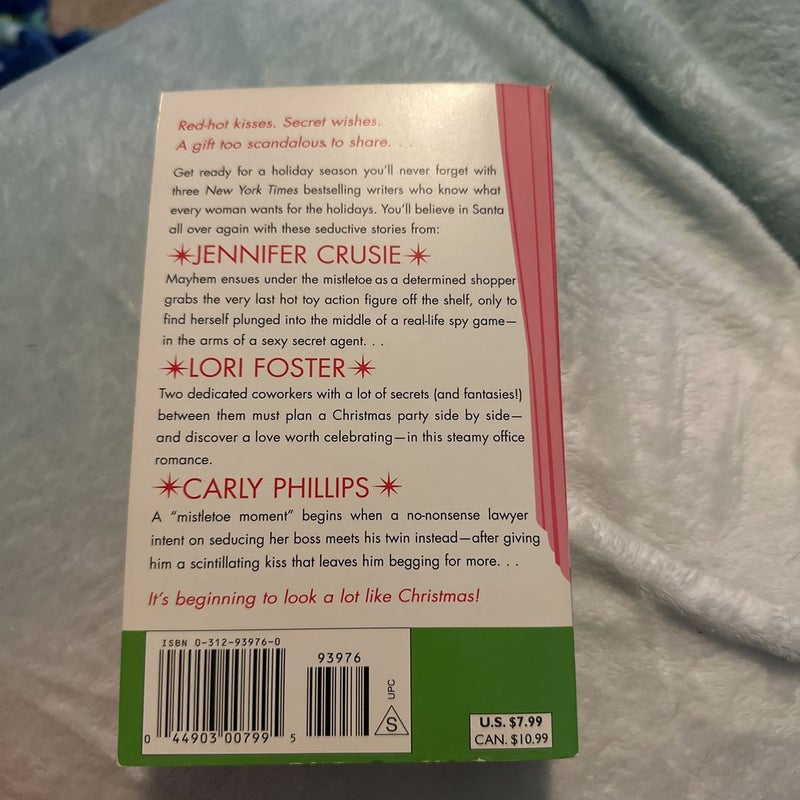 Red-hot kisses. Secret wishes.
A gift too scandalous to share. . .
Get ready for a holiday season you'll never forget with
three New York Times bestselling writers who know what
every woman wants for the holidays. You'll believe in Santa
all over again with these seductive stories from:
JENNIFER CRUSIE
Mayhem ensues under the mistletoe as a determined shopper
grabs the very last hot toy action figure off the shelf, only to
find herself plunged into the middle of a real-life spy game—
in the arms of a sexy secret agent. . .
LORI FOSTER
Two dedicated coworkers with a lot of secrets (and fantasies!)
between them must plan a Christmas party side by side—
and discover a love worth celebrating—in this steamy office
romance.
CARLY PHILLIPS
A “mistletoe moment” begins when a no-nonsense lawyer
intent on seducing her boss meets his twin instead—after giving
him a scintillating kiss that leaves him begging for more. . .
It's beginning to look a lot like Christmas!
ISBN 0-312-93976-0
93976
0 44903 00799 5
UPC
S
U.S. $7.99
CAN. $10.99